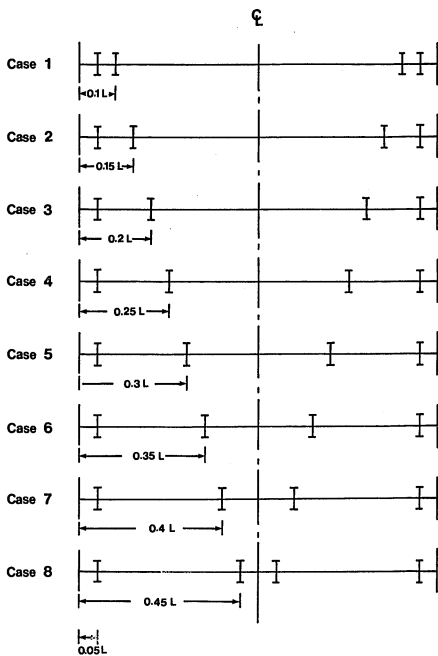 ℄
Case 1
0.1 L
Case 2
0.15 L
Case 3
0.2 L
Case 4
0.25 L
Case 5
0.3 L
Case 6
0.35 L
Case 7
0.4 L
Case 8
0.45 L
0.05 L